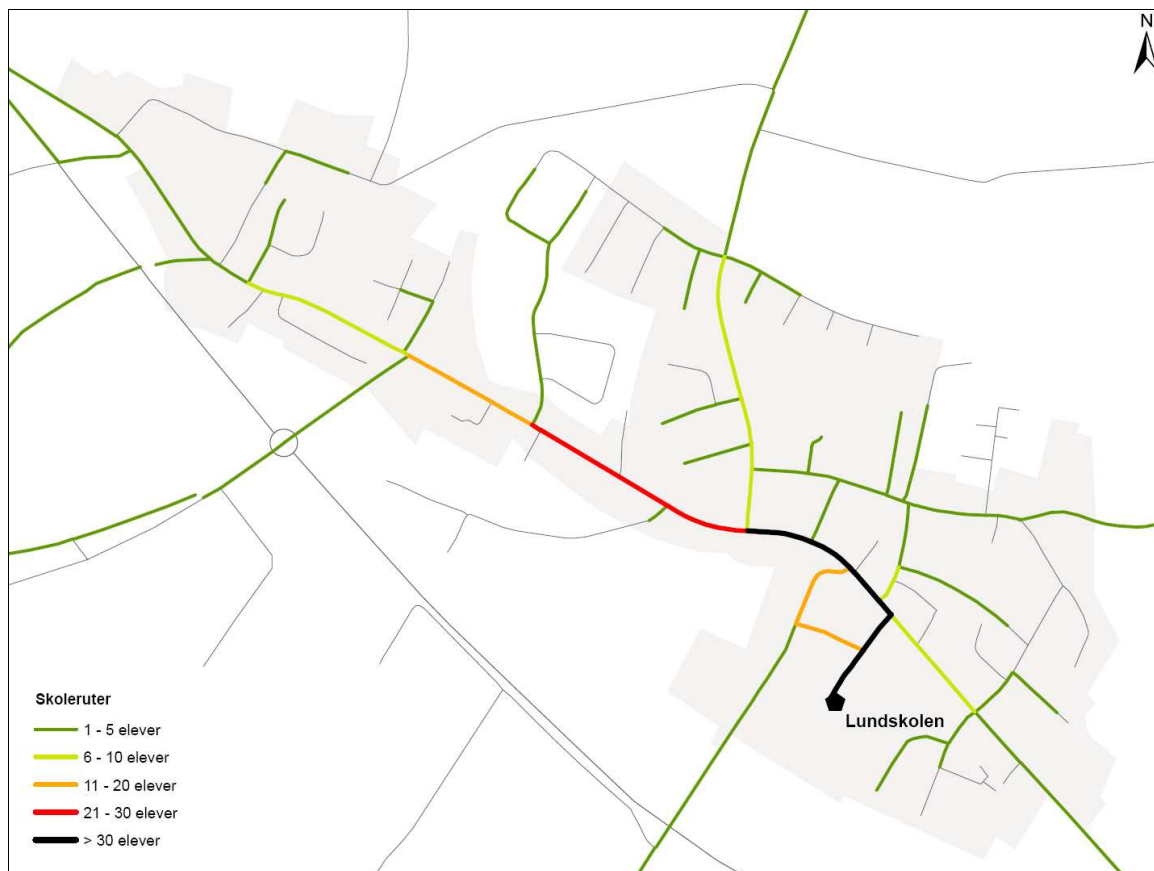 N
Lundskolen
Skoleruter
1 - 5 elever
6 - 10 elever
11 - 20 elever
21 - 30 elever
> 30 elever